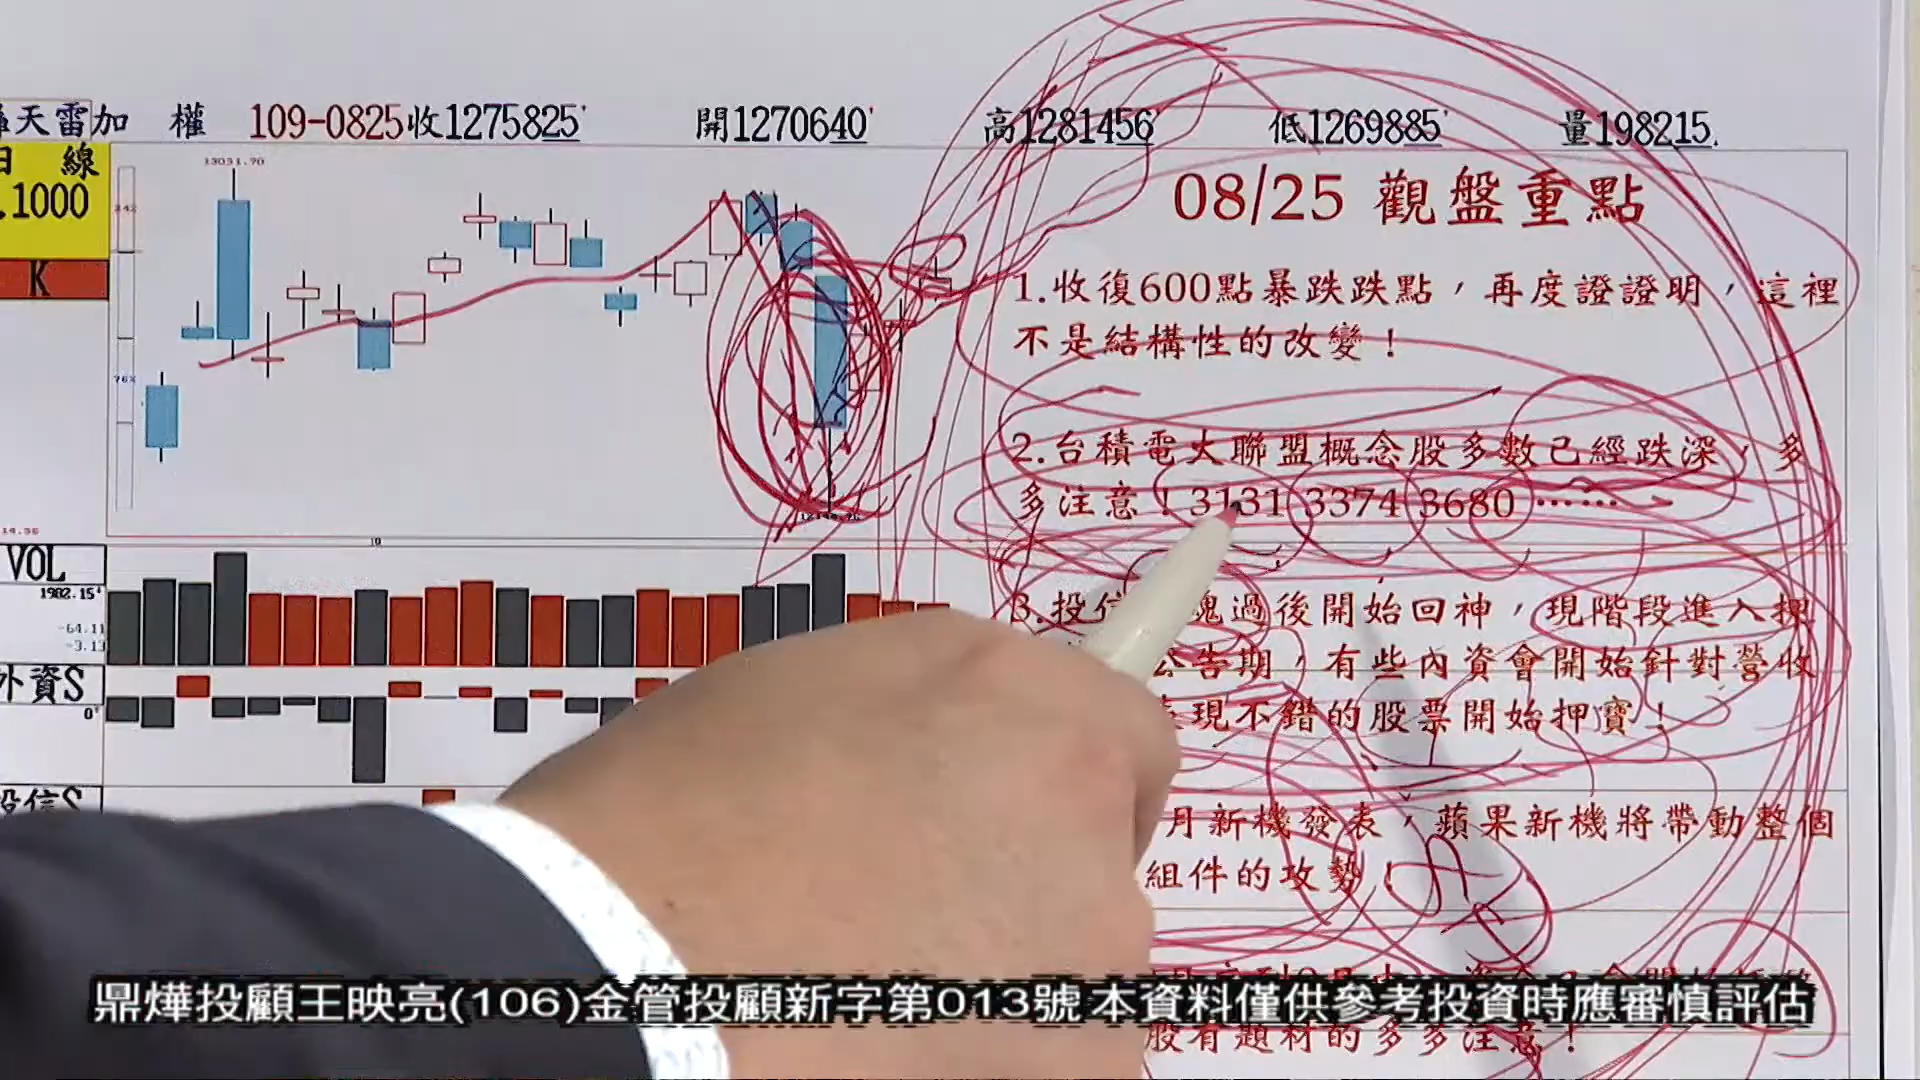 天雷加 權 109-0825收1275825' 開1270640' 高1281456' 低1269885' 量198215.
日 線
.1000
K
13031.70
08/25 觀盤重點
1.收復600點暴跌跌點,再度證證明,這裡
不是結構性的改變!
2.台積電大聯盟概念股多數已經跌深,多
多注意!3131 3374 3680……
VOL
1982.15'
-64.11
-3.13
3.投信 魂過後開始回神,現階段進入
公告期,有些內資會開始針對營收
現不錯的股票開始押寶!
外資S
0'
投信S
月新機發表,蘋果新機將帶動整個
組件的攻勢!
股有題材的多多注意!
鼎燁投顧王映亮(106)金管投顧新字第013號 本資料僅供參考投資時應審慎評估